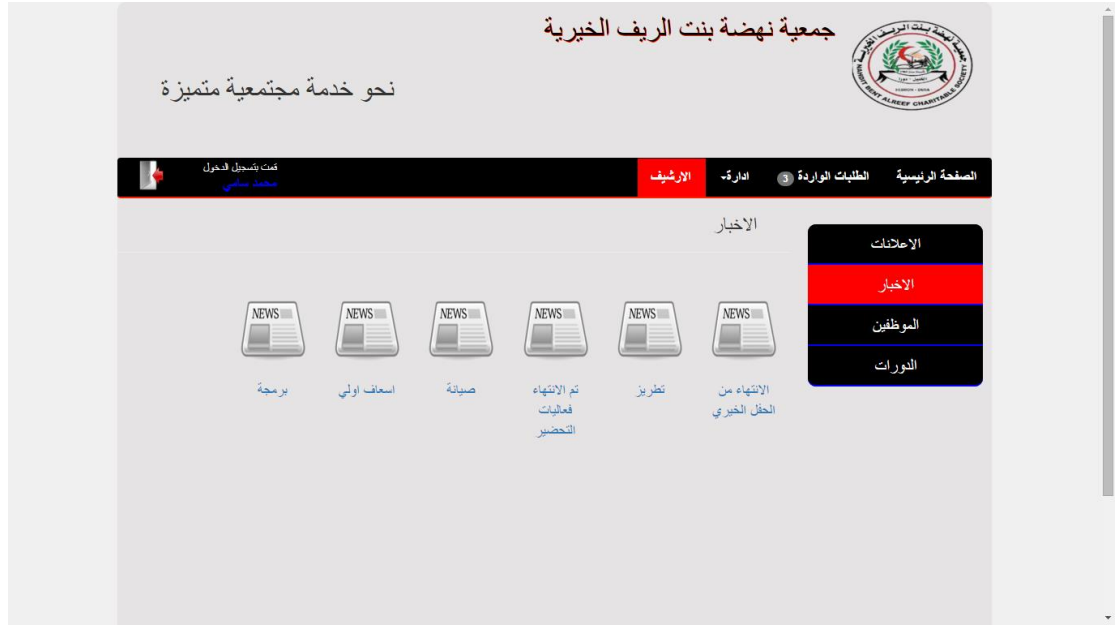 جمعية نهضة بنت الريف الخيرية
نحو خدمة مجتمعية متميزة
الصفحة الرئيسية
الطلبات الواردة 3
ادارة
الارشيف
قمت بتسجيل الدخول
محمد سامي
الاعلانات
الاخبار
الموظفين
الدورات
الاخبار
NEWS
NEWS
NEWS
NEWS
NEWS
NEWS
الانتهاء من
الحفل الخيري
تطريز
تم الانتهاء
فعاليات
التحضير
صيانة
اسعاف اولي
برمجة